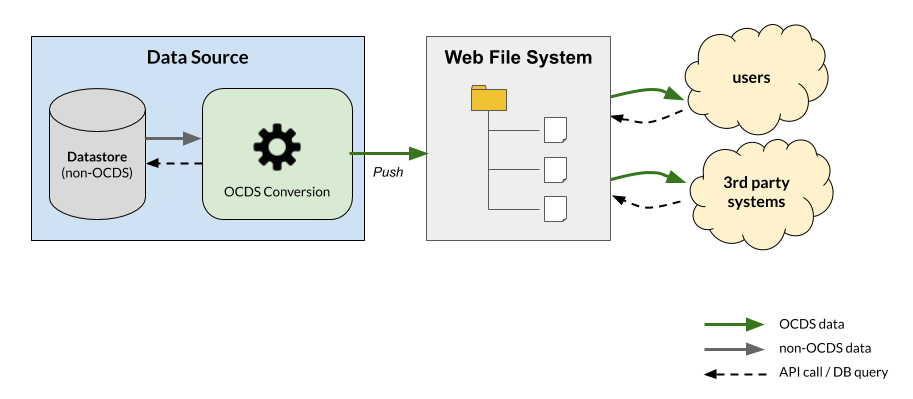 Data Source
Datastore
(non-OCDS)
OCDS Conversion
Push
Web File System
users
3rd party
systems
OCDS data
non-OCDS data
API call / DB query